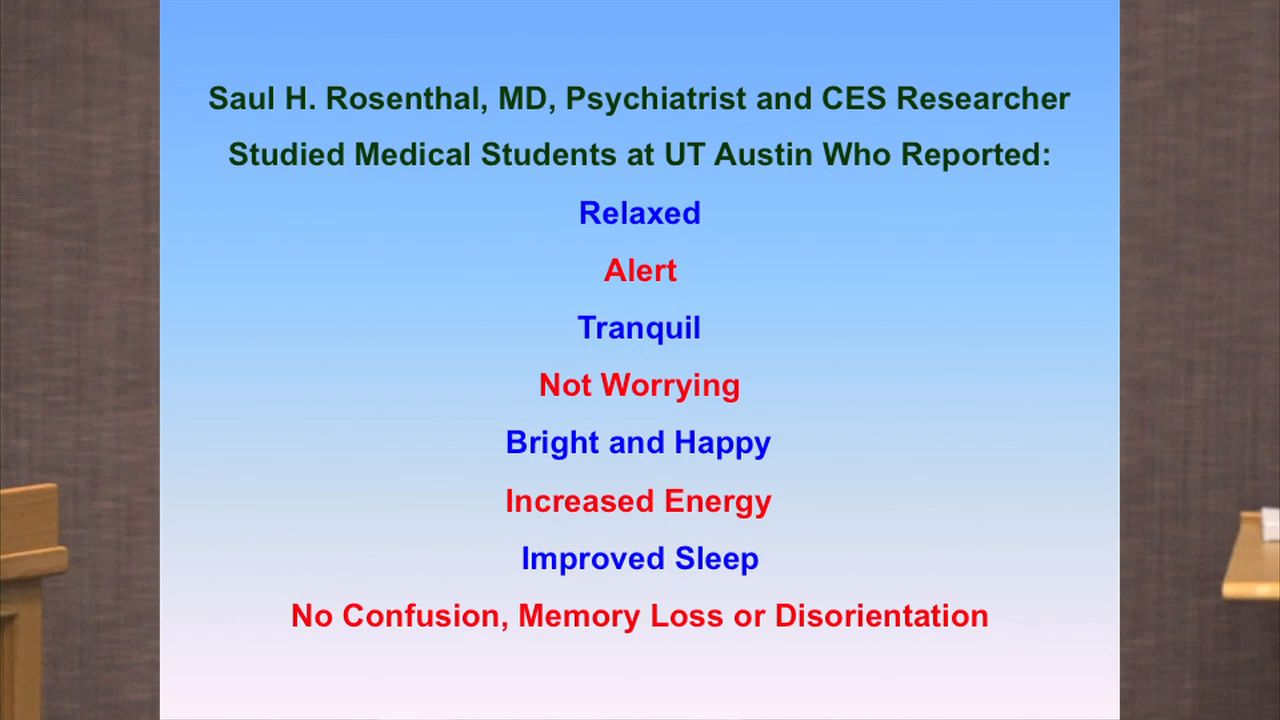 Saul H. Rosenthal, MD, Psychiatrist and CES Researcher
Studied Medical Students at UT Austin Who Reported:
Relaxed
Alert
Tranquil
Not Worrying
Bright and Happy
Increased Energy
Improved Sleep
No Confusion, Memory Loss or Disorientation